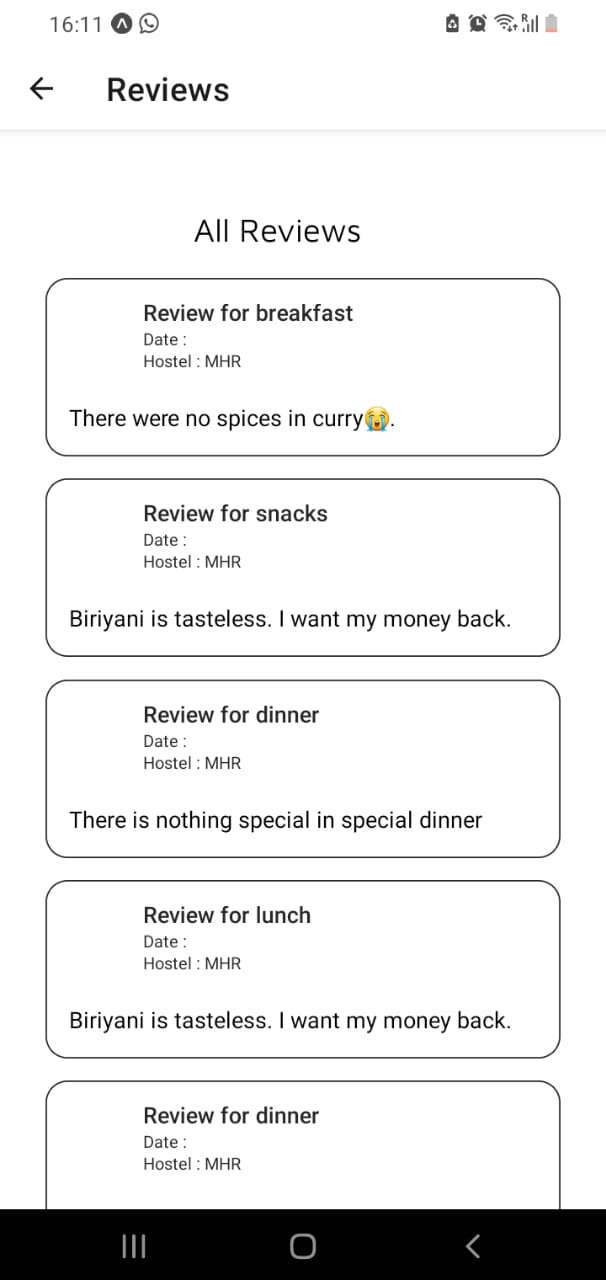 16:11
Reviews
All Reviews
Review for breakfast
Date :
Hostel : MHR
There were no spices in curry😭.
Review for snacks
Date :
Hostel : MHR
Biriyani is tasteless. I want my money back.
Review for dinner
Date :
Hostel : MHR
There is nothing special in special dinner
Review for lunch
Date :
Hostel : MHR
Biriyani is tasteless. I want my money back.
Review for dinner
Date :
Hostel : MHR